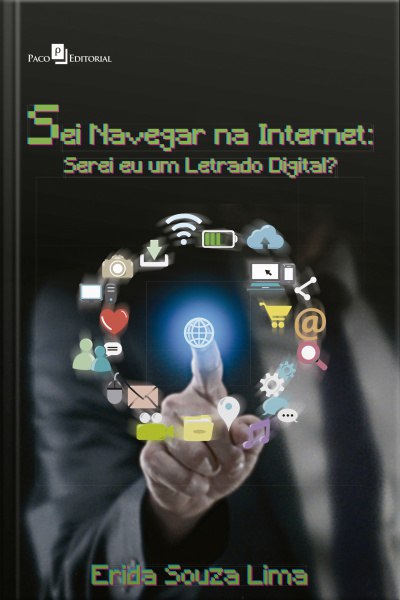 PACO EDITORIAL
Sei Navegar na Internet:
Serei eu um Letrado Digital?
@
Erida Souza Lima